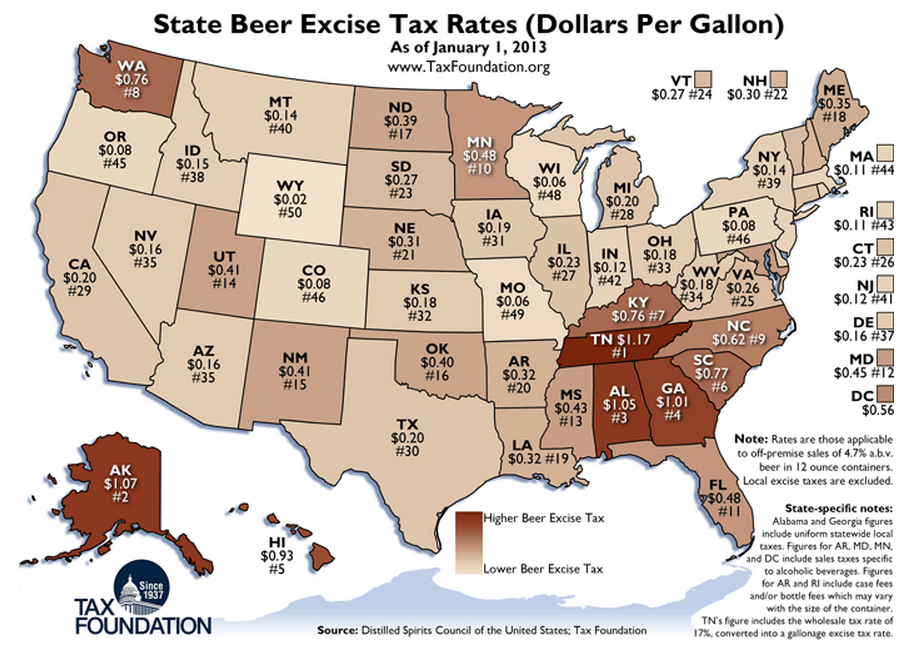 State Beer Excise Tax Rates (Dollars Per Gallon)
As of January 1, 2013
www.TaxFoundation.org
VT
$0.27 #24
NH
$0.30 #22
WA
$0.76
#8
MT
$0.14
#40
ND
$0.39
#17
MN
$0.48
#10
ME
$0.35
#18
OR
$0.08
#45
ID
$0.15
#38
WY
$0.02
#50
SD
$0.27
#23
WI
$0.06
#48
MI
$0.20
#28
NY
$0.14
#39
MA
$0.11 #44
RI
$0.11 #43
CT
$0.23 #26
NJ
$0.12 #41
DE
$0.16 #37
MD
$0.45 #12
DC
$0.56
CA
$0.20
#29
NV
$0.16
#35
UT
$0.41
#14
CO
$0.08
#46
NE
$0.31
#21
KS
$0.18
#32
IA
$0.19
#31
MO
$0.06
#49
IL
$0.23
#27
IN
$0.12
#42
OH
$0.18
#33
PA
$0.08
#46
WV
$0.18
#34
VA
$0.26
#25
KY
$0.76 #7
NC
$0.62 #9
TN $1.17
#1
SC
$0.77
#6
AZ
$0.16
#35
NM
$0.41
#15
OK
$0.40
#16
AR
$0.32
#20
MS
$0.43
#13
AL
$1.05
#3
GA
$1.01
#4
TX
$0.20
#30
LA
$0.32 #19
FL
$0.48
#11
AK
$1.07
#2
HI
$0.93
#5
Higher Beer Excise Tax
Lower Beer Excise Tax
Note: Rates are those applicable
to off-premise sales of 4.7% a.b.v.
beer in 12 ounce containers.
Local excise taxes are excluded.
State-specific notes:
Alabama and Georgia figures
include uniform statewide local
taxes. Figures for AR, MD, MN,
and DC include sales taxes specific
to alcoholic beverages. Figures
for AR and RI include case fees
and/or bottle fees which may vary
with the size of the container.
TN's figure includes the wholesale tax rate of
17%, converted into a gallonage excise tax rate.
Since
1937
TAX
FOUNDATION
Source: Distilled Spirits Council of the United States; Tax Foundation